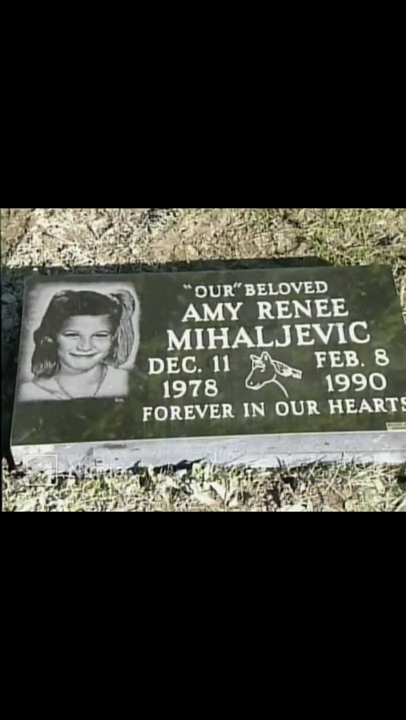 "OUR" BELOVED
AMY RENEE
MIHALJEVIC
DEC. 11 FEB. 8
1978 1990
FOREVER IN OUR HEARTS